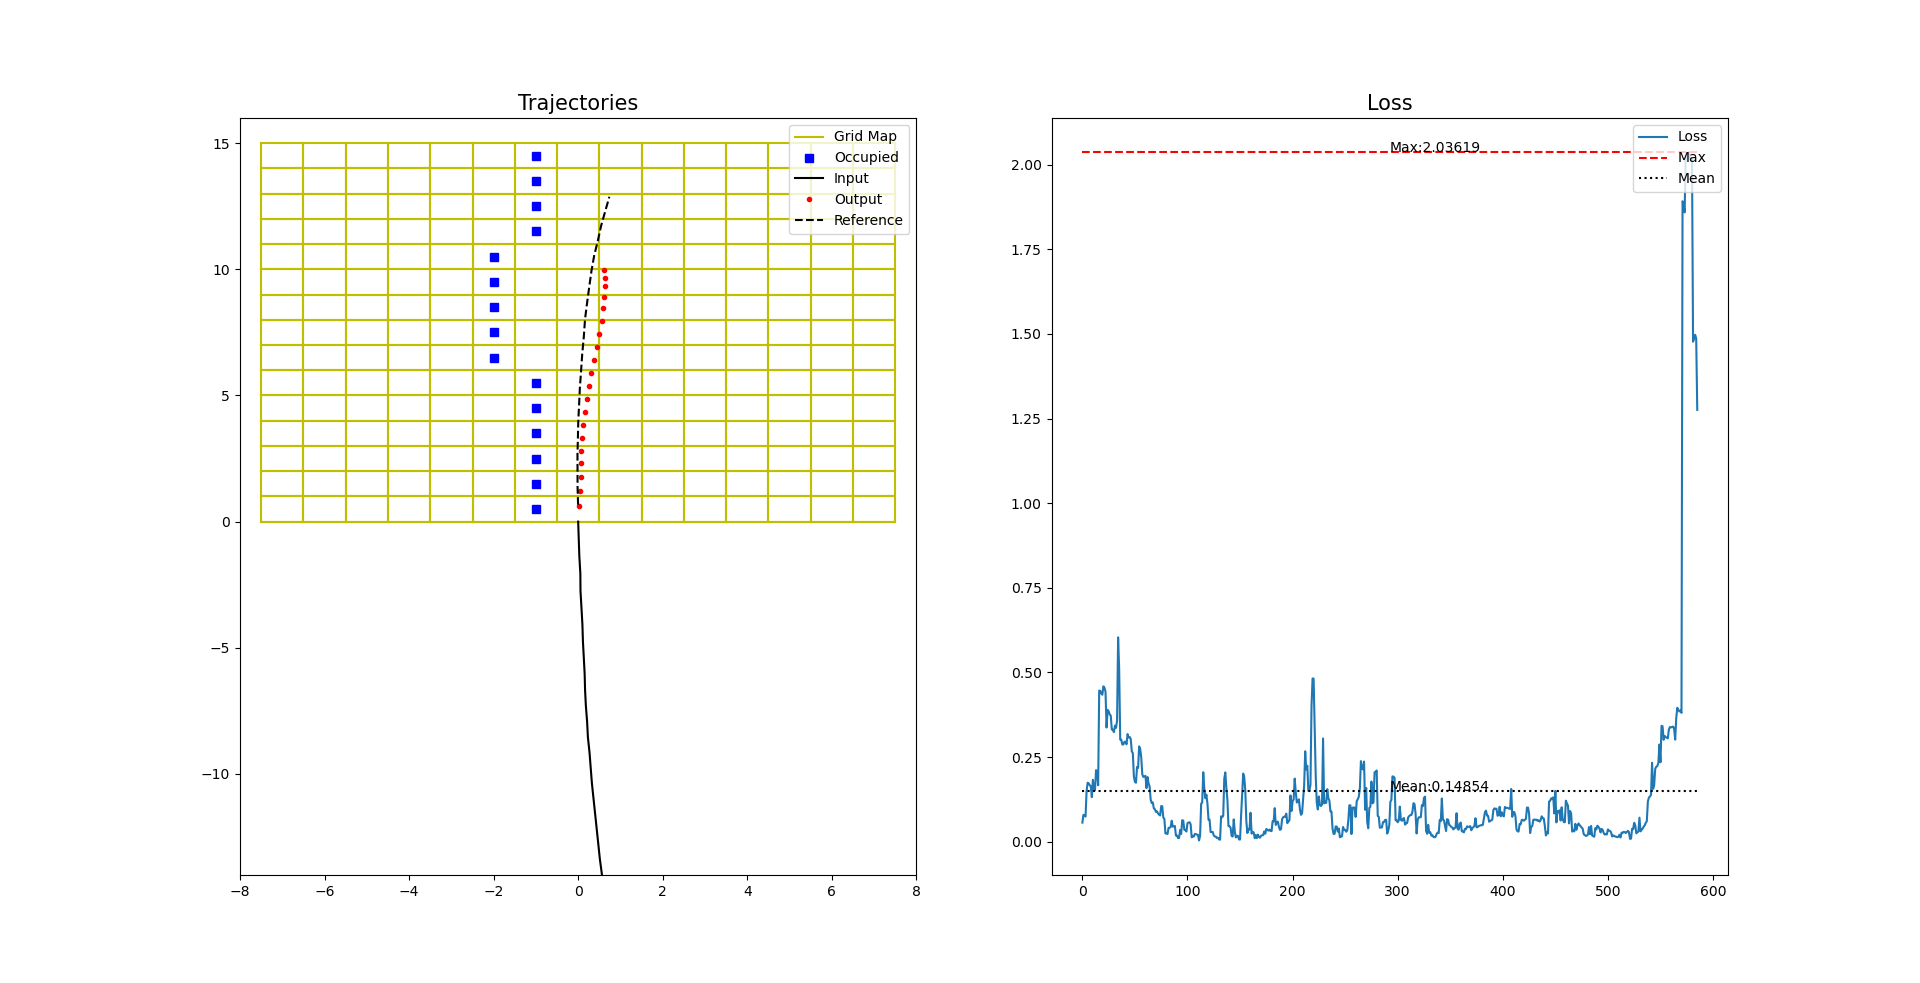 Trajectories
15
10
5
0
−5
−10
−8
−6
−4
−2
0
2
4
6
8
Grid Map
Occupied
Input
Output
Reference
Loss
2.00
1.75
1.50
1.25
1.00
0.75
0.50
0.25
0.00
0
100
200
300
400
500
600
Max:2.03619
Mean:0.14854
Loss
Max
Mean